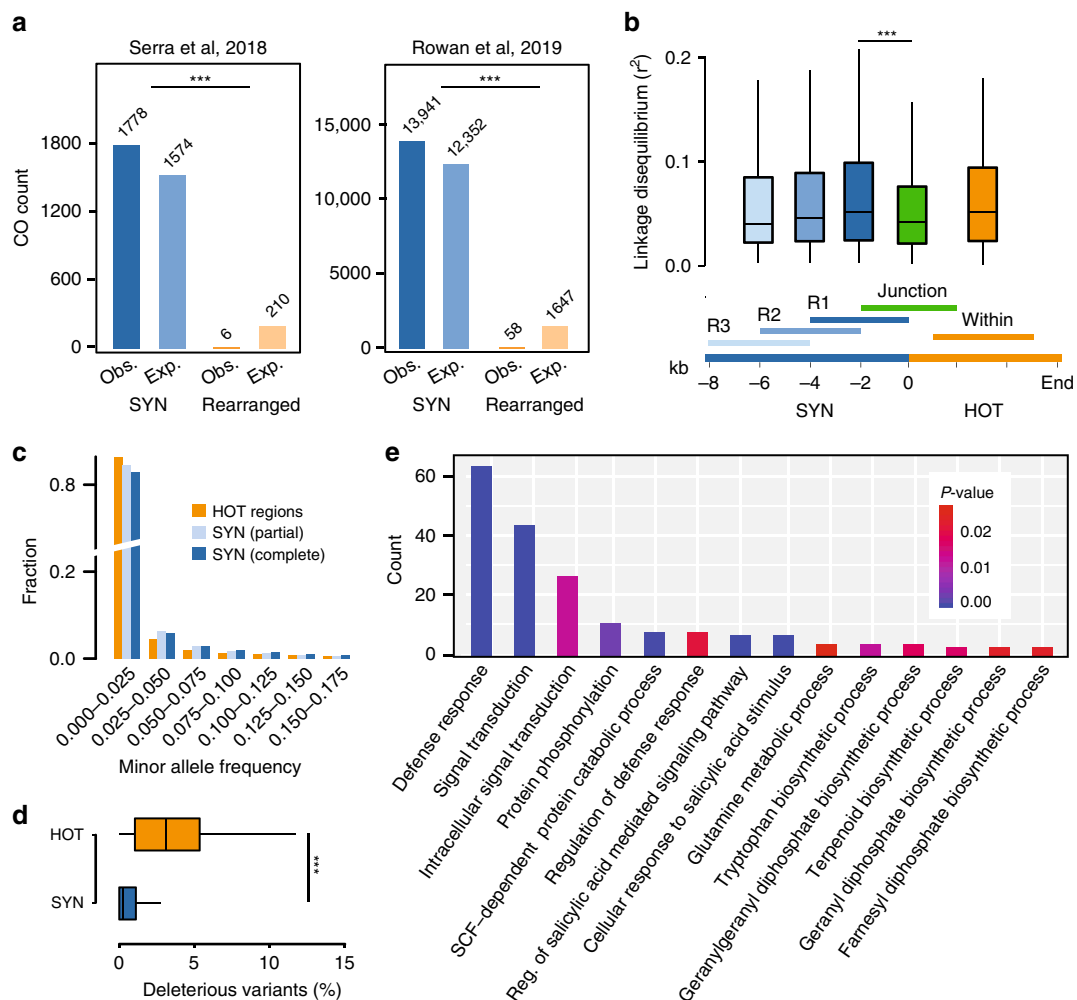 a
Serra et al, 2018
Rowan et al, 2019
CO count
1800
1200
600
0
***
1778
1574
6
210
Obs.
Exp.
Obs.
Exp.
SYN
Rearranged
15,000
10,000
5000
0
***
13,941
12,352
58
1647
Obs.
Exp.
Obs.
Exp.
SYN
Rearranged
b
Linkage disequilibrium (r²)
0.2
0.1
0.0
***
Junction
R1
R2
Within
R3
kb
−8
−6
−4
−2
0
End
SYN
HOT
c
Fraction
0.8
0.2
0.0
HOT regions
SYN (partial)
SYN (complete)
0.000–0.025
0.025–0.050
0.050–0.075
0.075–0.100
0.100–0.125
0.125–0.150
0.150–0.175
Minor allele frequency
d
HOT
SYN
***
0
5
10
15
Deleterious variants (%)
e
Count
60
40
20
0
P-value
0.02
0.01
0.00
Defense response
Signal transduction
Intracellular signal transduction
Protein phosphorylation
SCF−dependent protein catabolic process
Regulation of defense response
Reg. of salicylic acid mediated signaling pathway
Cellular response to salicylic acid stimulus
Glutamine metabolic process
Tryptophan biosynthetic process
Geranylgeranyl diphosphate biosynthetic process
Terpenoid biosynthetic process
Geranyl diphosphate biosynthetic process
Farnesyl diphosphate biosynthetic process